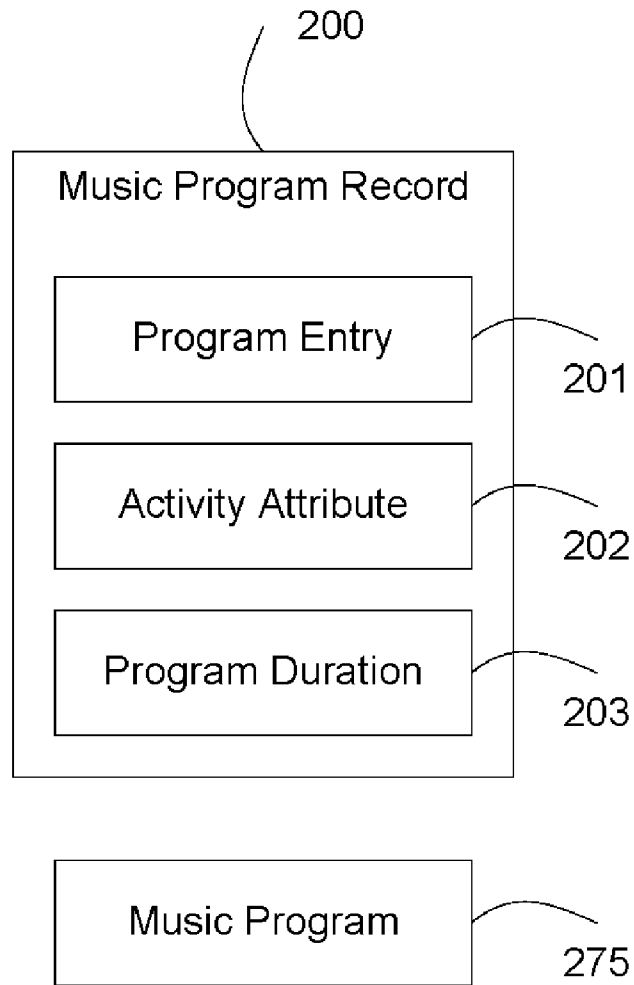 200
Music Program Record
Program Entry
201
Activity Attribute
202
Program Duration
203
Music Program
275